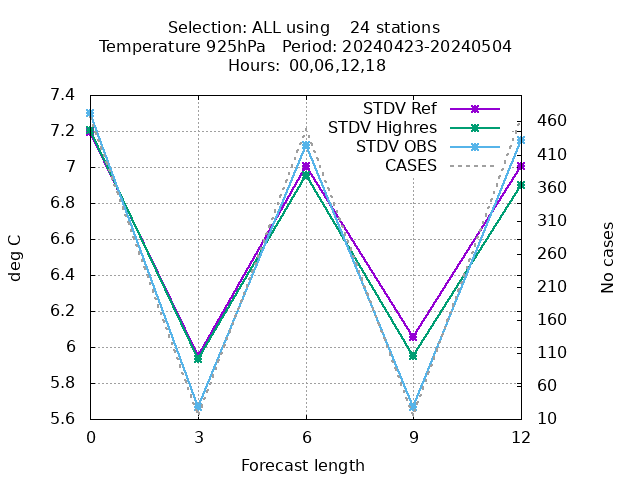 Selection: ALL using    24 stations
Temperature 925hPa   Period: 20240423-20240504
Hours: 00,06,12,18
7.4
7.2
7
6.8
6.6
6.4
6.2
6
5.8
5.6
deg C
STDV Ref
STDV Highres
STDV OBS
CASES
460
410
360
310
260
210
160
110
60
10
No cases
0 3 6 9 12
Forecast length